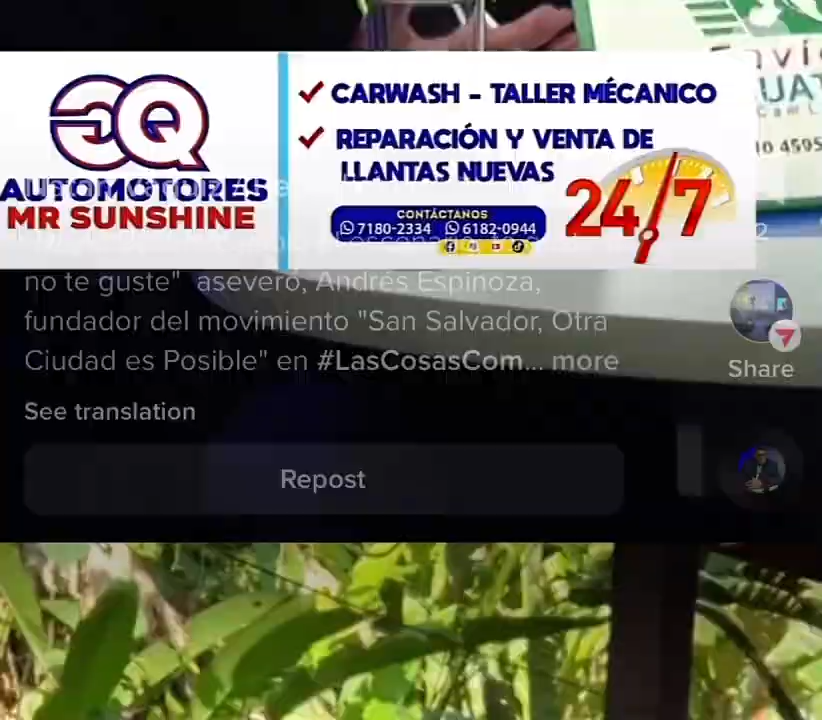 GQ
AUTOMOTORES
MR SUNSHINE
CARWASH - TALLER MÉCANICO
REPARACIÓN Y VENTA DE
LLANTAS NUEVAS
CONTÁCTANOS
7180-2334 6182-0944
24/7
no te guste" aseveró, Andrés Espinoza,
fundador del movimiento "San Salvador, Otra
Ciudad es Posible" en #LasCosasCom... more
See translation
Repost
Share